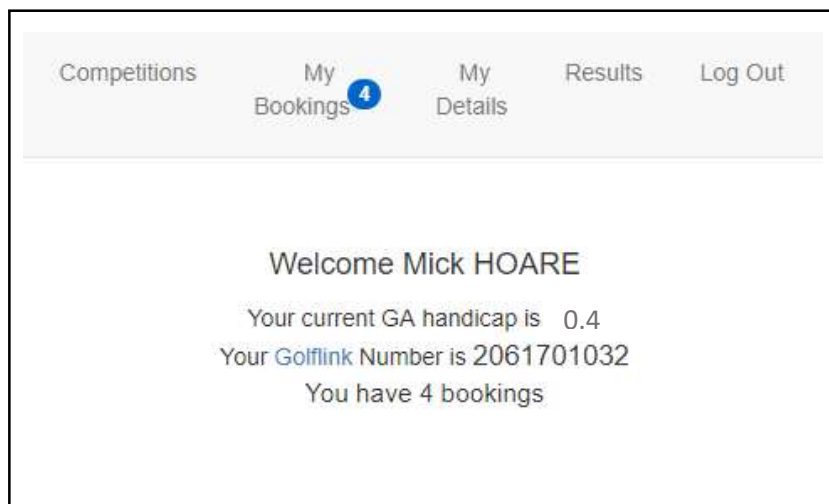 Competitions My Bookings 4 My Details Results Log Out
Welcome Mick HOARE
Your current GA handicap is 0.4
Your Golflink Number is 2061701032
You have 4 bookings